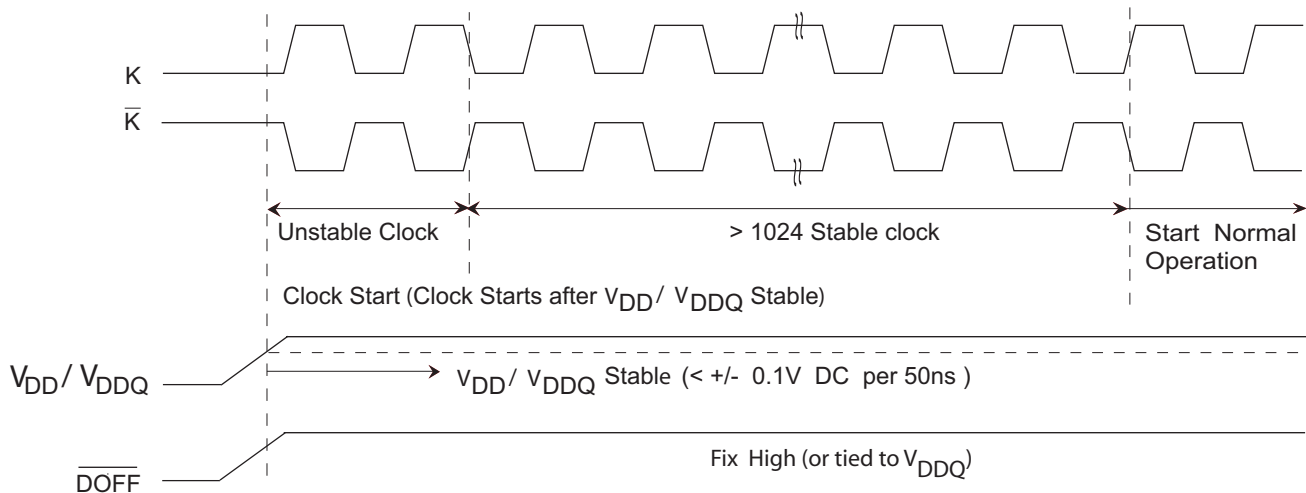 K
K̅
Unstable Clock
> 1024 Stable clock
Start Normal
Operation
Clock Start (Clock Starts after VDD / VDDQ Stable)
VDD / VDDQ
VDD / VDDQ Stable (< +/- 0.1V DC per 50ns )
Fix High (or tied to VDDQ)
D̅O̅F̅F̅